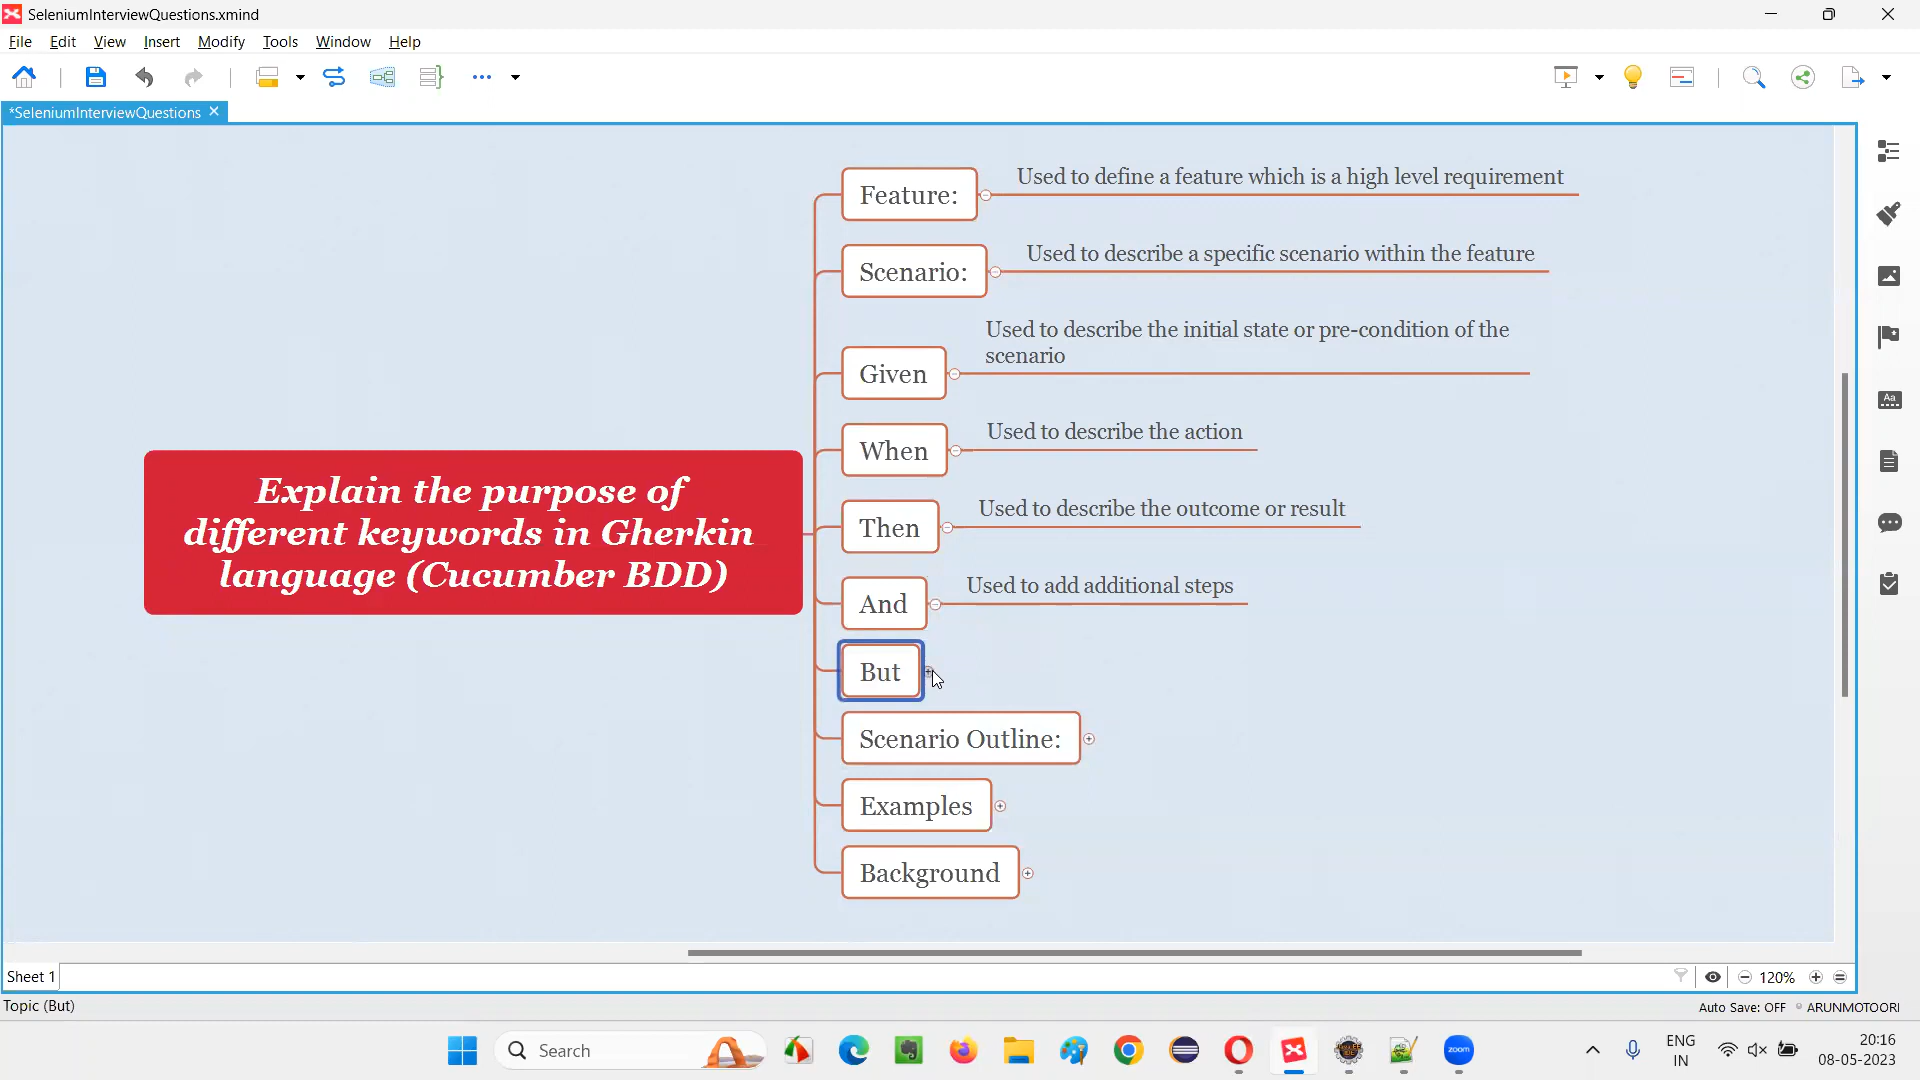 SeleniumInterviewQuestions.xmind
File Edit View Insert Modify Tools Window Help
*SeleniumInterviewQuestions
Feature:
Used to define a feature which is a high level requirement
Scenario:
Used to describe a specific scenario within the feature
Given
Used to describe the initial state or pre-condition of the
scenario
When
Used to describe the action
Then
Used to describe the outcome or result
And
Used to add additional steps
But
Scenario Outline:
Examples
Background
Explain the purpose of
different keywords in Gherkin
language (Cucumber BDD)
Aa
Sheet 1
120%
Topic (But)
Auto Save: OFF
ARUNMOTOORI
Search
zoom
ENG
IN
20:16
08-05-2023